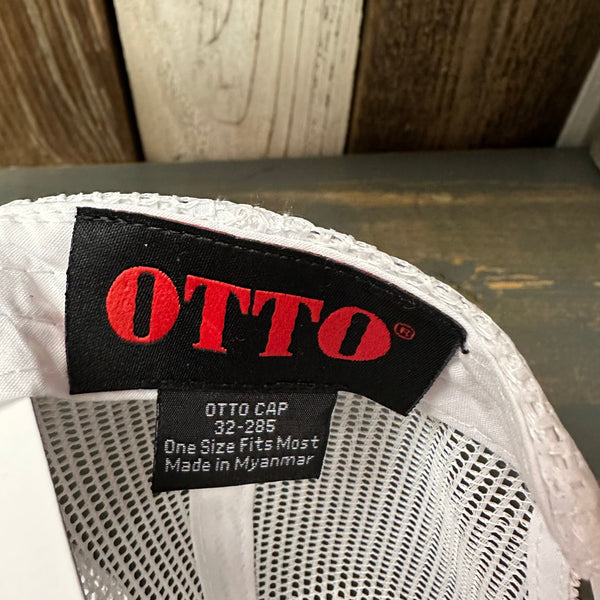 OTTO®
OTTO CAP
32-285
One Size Fits Most
Made in Myanmar